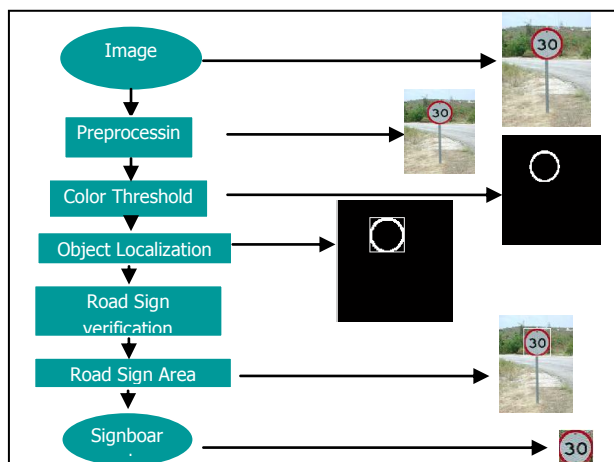 Image
30
Preprocessin
30
Color Threshold
Object Localization
Road Sign
verification
30
Road Sign Area
Signboar
30